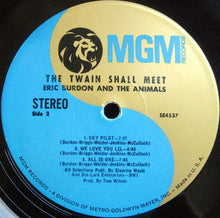 MGM
RECORDS
THE TWAIN SHALL MEET
ERIC BURDON AND THE ANIMALS
STEREO
Side 2
SE4537
1. SKY PILOT-7:27
(Burdon-Briggs-Weider-Jenkins-McCulloch)
2. WE LOVE YOU LIL-
(Burdon-Briggs-Weider-Jenkins-McCulloch)
3. ALL IS ONE-7:45
(Burdon-Briggs-Weider-Jenkins-McCulloch)
All Selections Pub. By Slamina Music
And Sea-Lark Enterprises-BMI
Prod. by Tom Wilson
MGM RECORDS - A DIVISION OF METRO-GOLDWYN-MAYER, INC. - MADE IN U.S.A.